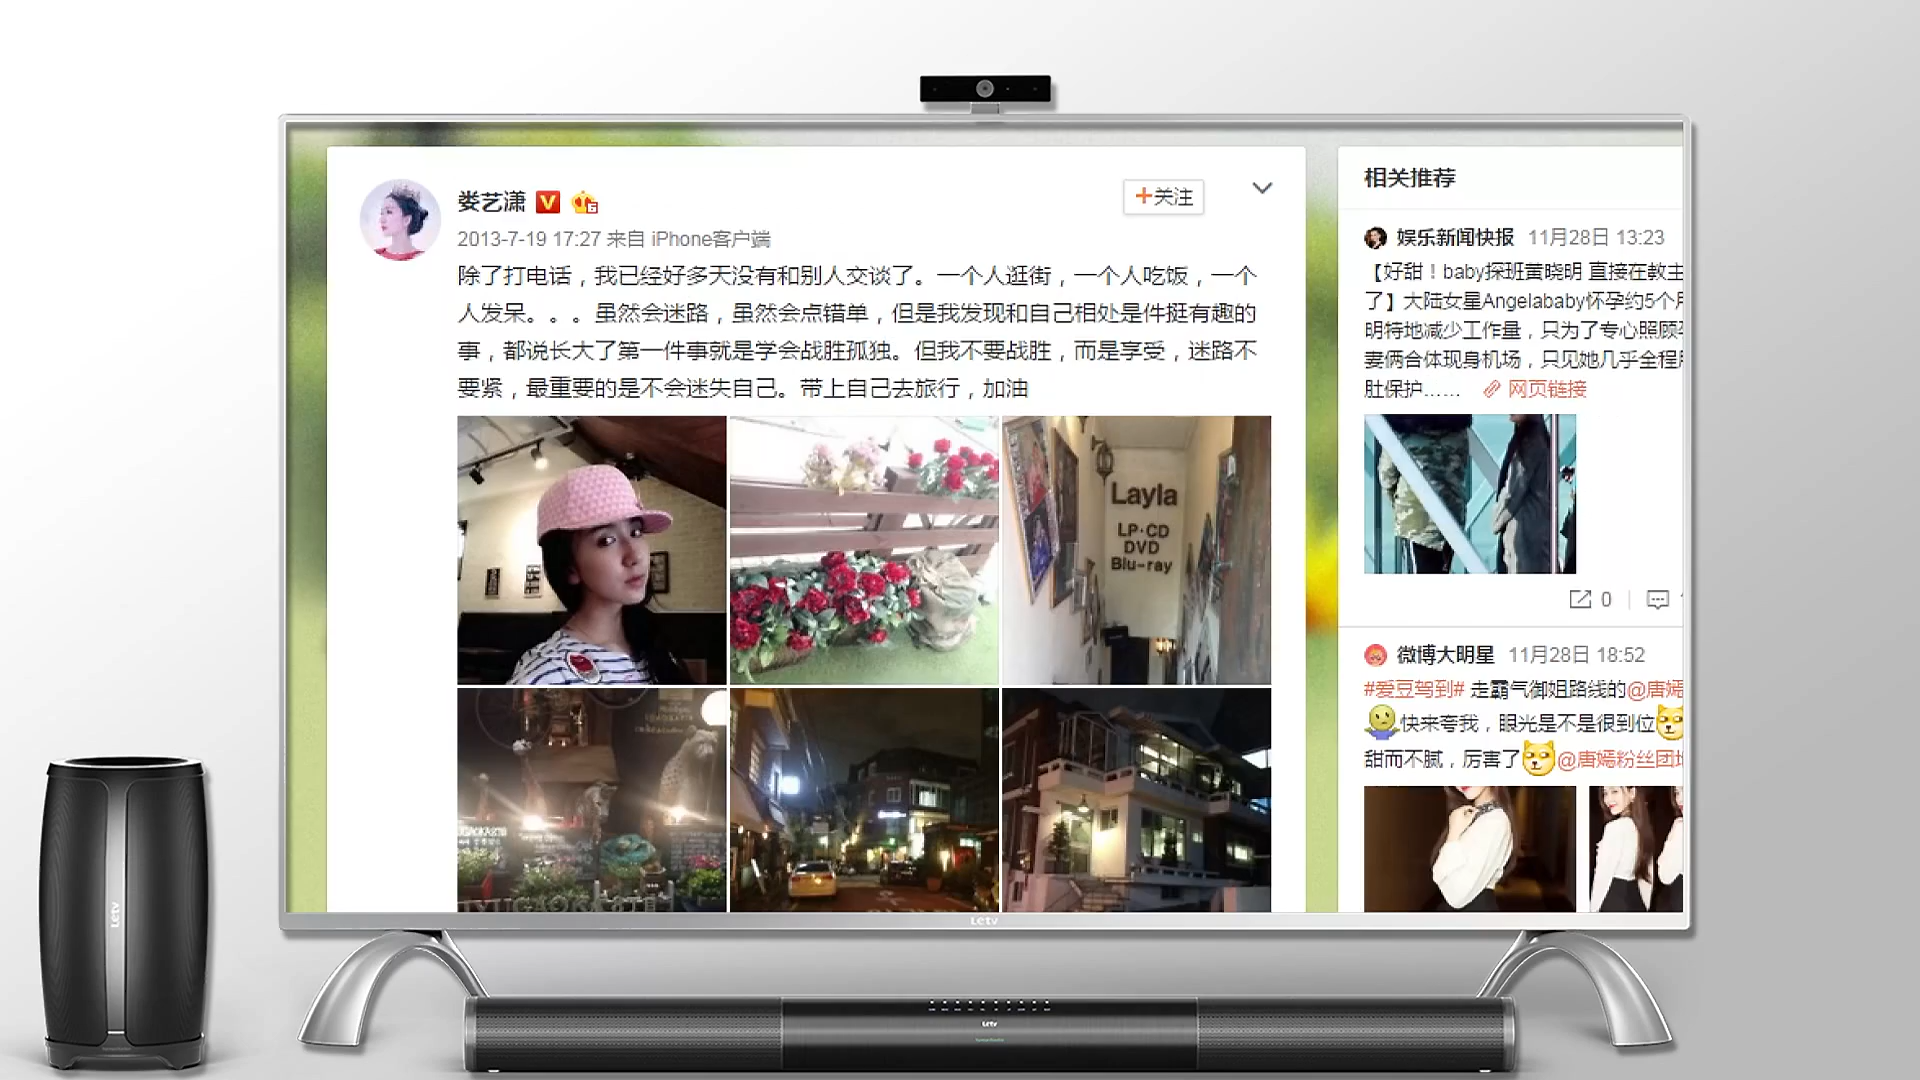 娄艺潇
+关注
2013-7-19 17:27 来自 iPhone客户端
除了打电话，我已经好多天没有和别人交谈了。一个人逛街，一个人吃饭，一个
人发呆。。。虽然会迷路，虽然会点错单，但是我发现和自己相处是件挺有趣的
事，都说长大了第一件事就是学会战胜孤独。但我不要战胜，而是享受，迷路不
要紧，最重要的是不会迷失自己。带上自己去旅行，加油
Layla
LP·CD
DVD
Blu-ray
相关推荐
娱乐新闻快报 11月28日 13:23
【好甜！baby探班黄晓明 直接在教主
了】大陆女星Angelababy怀孕约5个月
明特地减少工作量，只为了专心照顾
妻俩合体现身机场，只见她几乎全程
肚保护…… 网页链接
0
微博大明星 11月28日 18:52
#爱豆驾到# 走霸气御姐路线的@唐嫣
快来夸我，眼光是不是很到位
甜而不腻，厉害了@唐嫣粉丝团
Letv
Letv
Letv